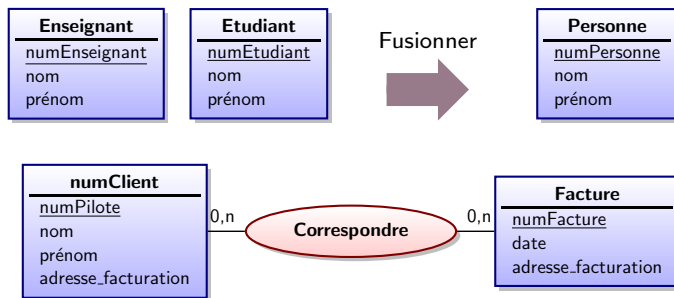 Enseignant
numEnseignant
nom
prénom
Etudiant
numEtudiant
nom
prénom
Fusionner
Personne
numPersonne
nom
prénom
numClient
numPilote
nom
prénom
adresse_facturation
0,n
Correspondre
0,n
Facture
numFacture
date
adresse_facturation